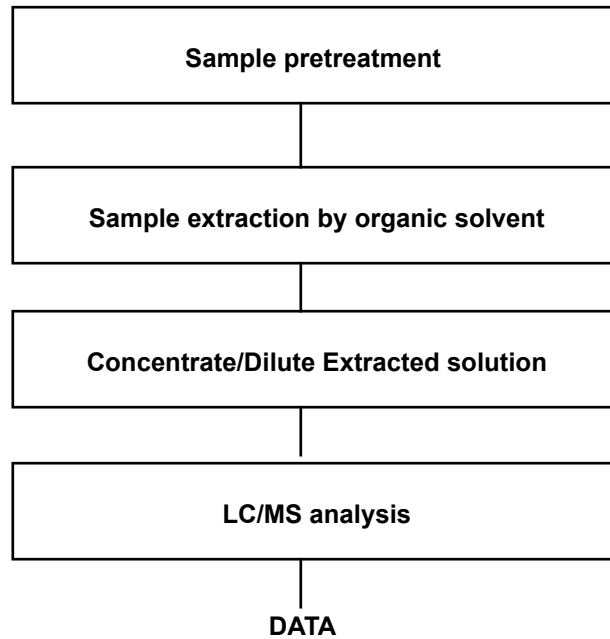 Sample pretreatment
Sample extraction by organic solvent
Concentrate/Dilute Extracted solution
LC/MS analysis
DATA